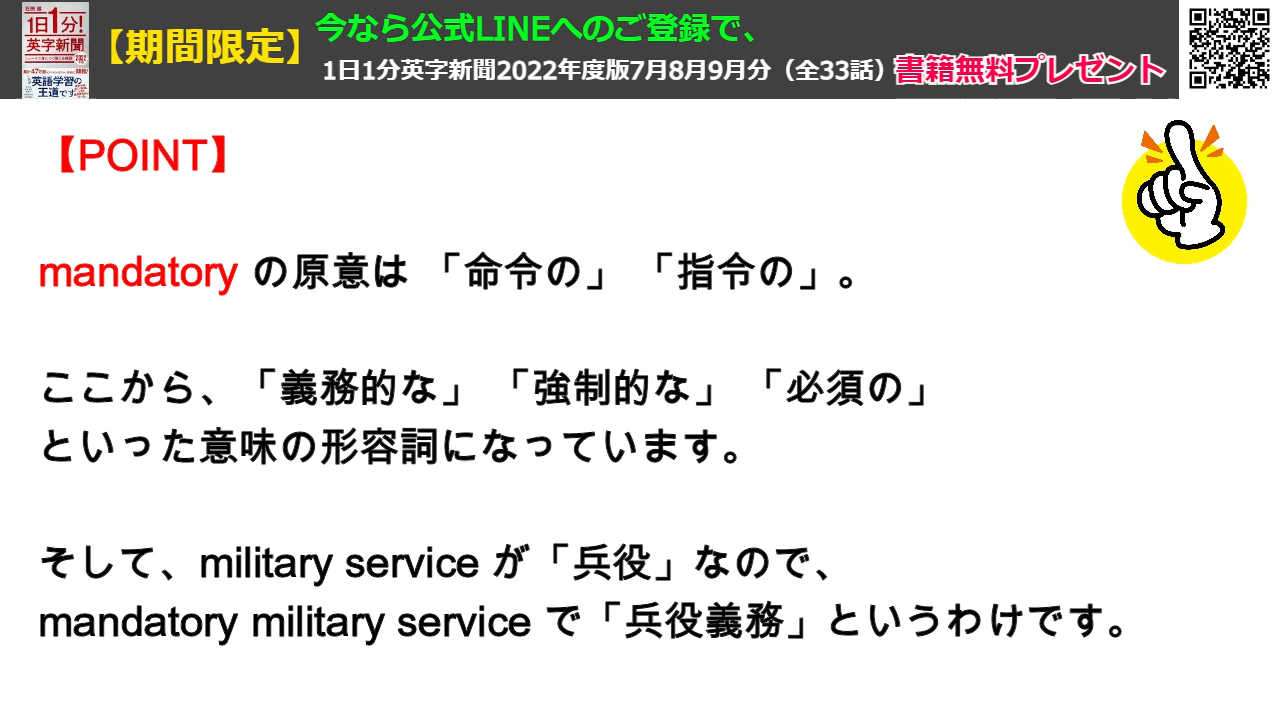 石田 健
1日1分!
英字新聞
2022
英語学習の
王道です。
【期間限定】
今なら公式LINEへのご登録で、
1日1分英字新聞2022年度版7月8月9月分（全33話）書籍無料プレゼント
【POINT】
mandatory の原意は 「命令の」 「指令の」。
ここから、「義務的な」 「強制的な」 「必須の」
といった意味の形容詞になっています。
そして、military service が「兵役」なので、
mandatory military service で「兵役義務」というわけです。